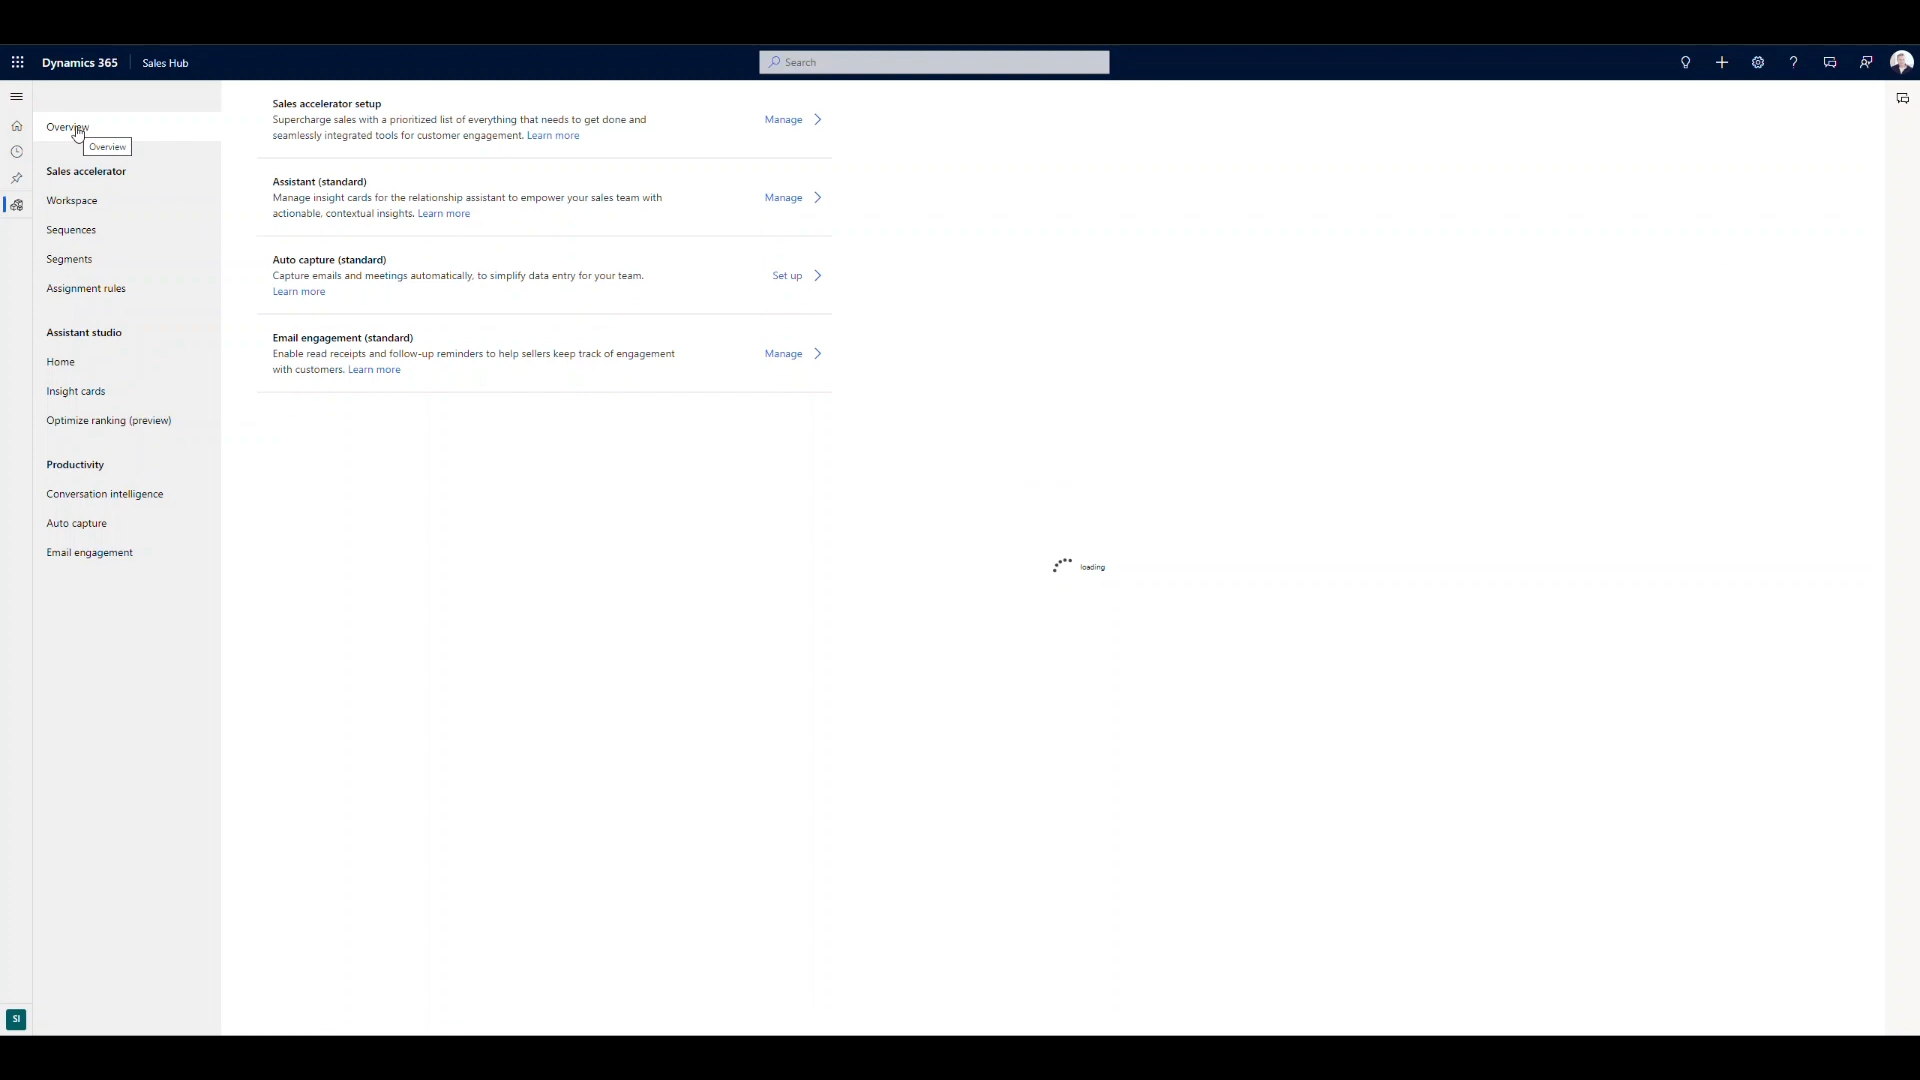 Dynamics 365
Sales Hub
Search
Overview
Overview
Sales accelerator
Workspace
Sequences
Segments
Assignment rules
Assistant studio
Home
Insight cards
Optimize ranking (preview)
Productivity
Conversation intelligence
Auto capture
Email engagement
SI
Sales accelerator setup
Supercharge sales with a prioritized list of everything that needs to get done and
seamlessly integrated tools for customer engagement. Learn more
Manage
Assistant (standard)
Manage insight cards for the relationship assistant to empower your sales team with
actionable, contextual insights. Learn more
Manage
Auto capture (standard)
Capture emails and meetings automatically, to simplify data entry for your team.
Learn more
Set up
Email engagement (standard)
Enable read receipts and follow-up reminders to help sellers keep track of engagement
with customers. Learn more
Manage
loading